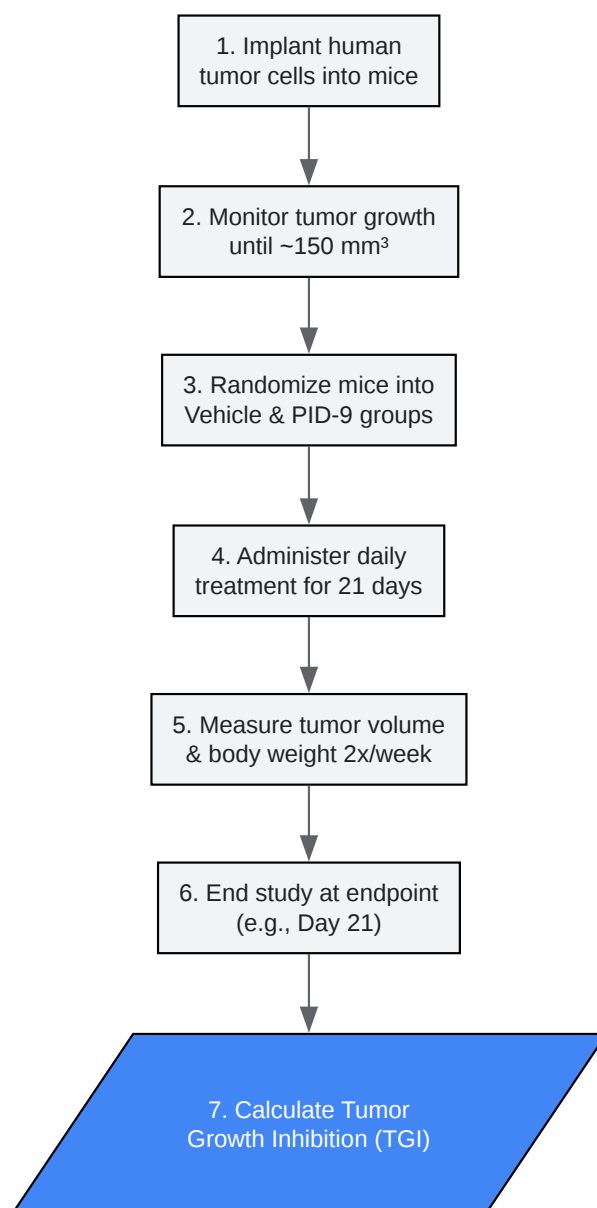 1. Implant human
tumor cells into mice
2. Monitor tumor growth
until ~150 mm³
3. Randomize mice into
Vehicle & PID-9 groups
4. Administer daily
treatment for 21 days
5. Measure tumor volume
& body weight 2x/week
6. End study at endpoint
(e.g., Day 21)
7. Calculate Tumor
Growth Inhibition (TGI)